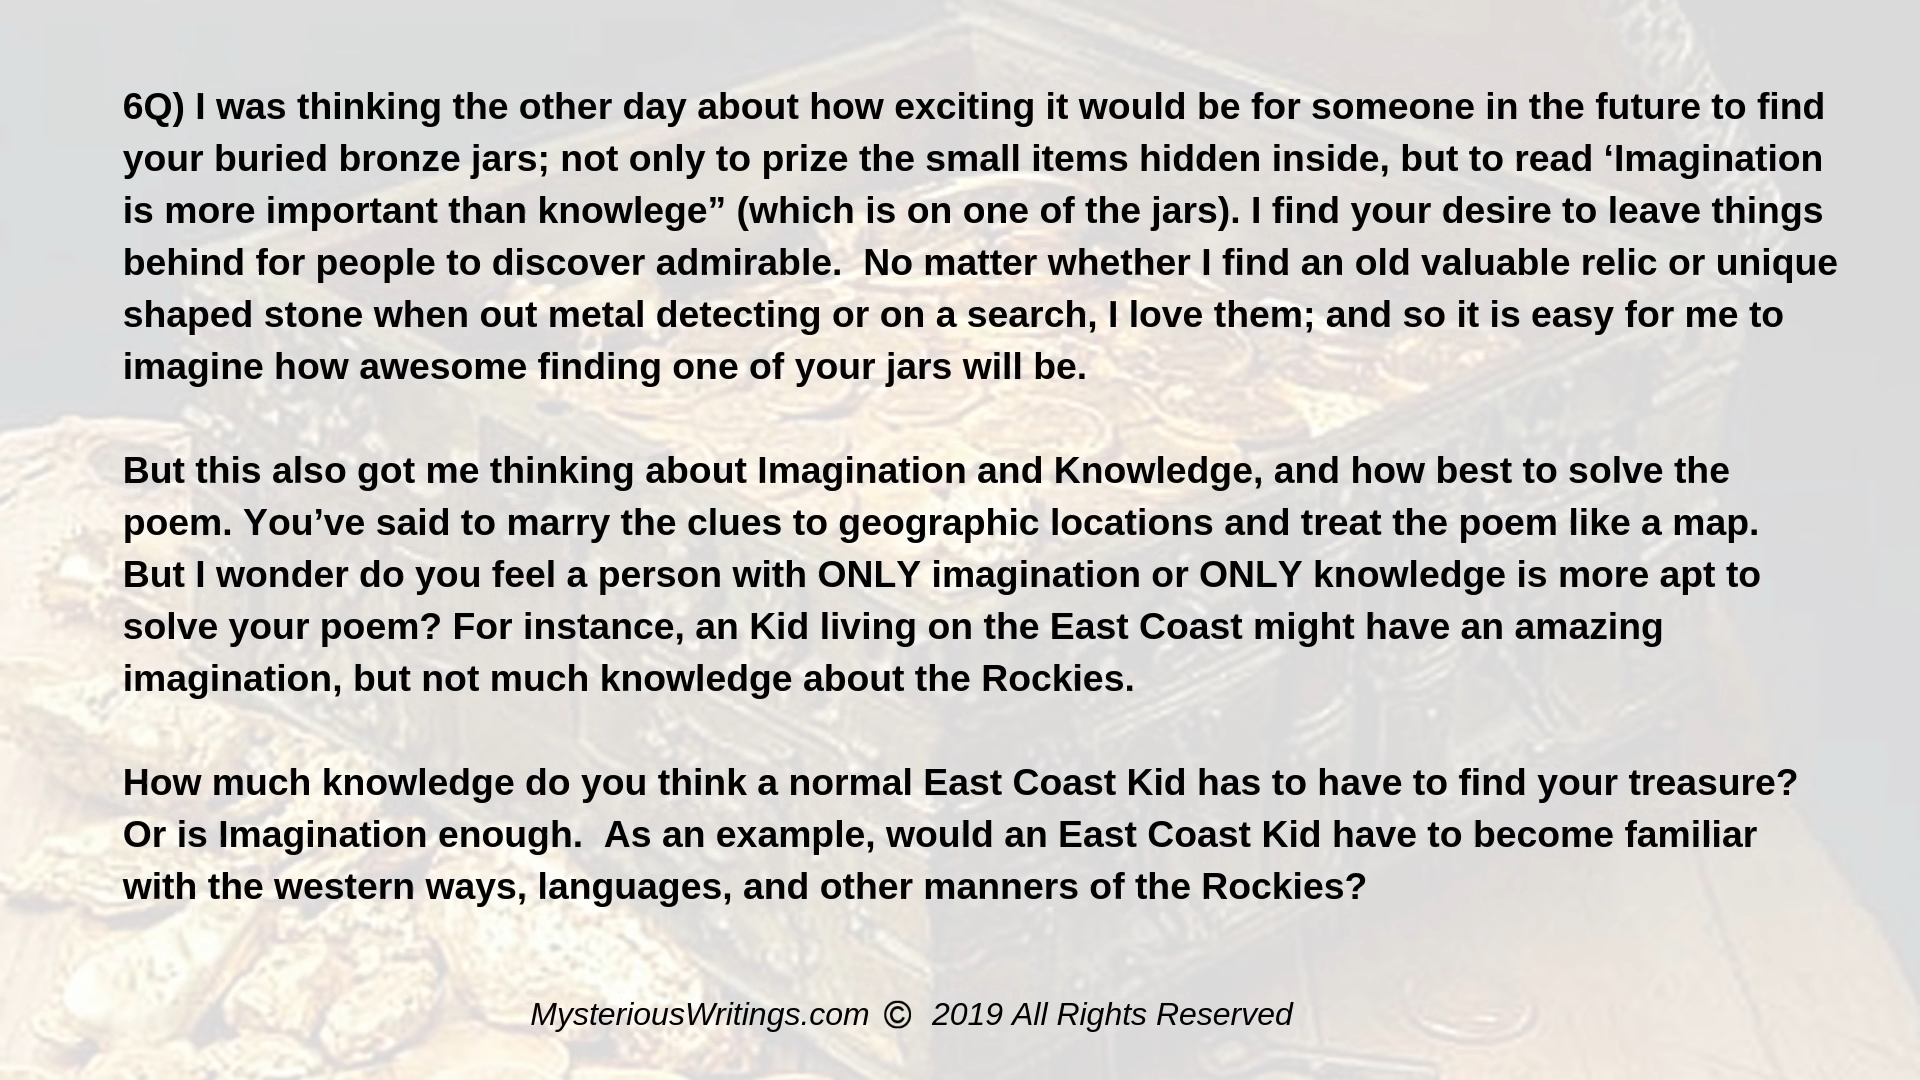 6Q) I was thinking the other day about how exciting it would be for someone in the future to find
your buried bronze jars; not only to prize the small items hidden inside, but to read ‘Imagination
is more important than knowlege” (which is on one of the jars). I find your desire to leave things
behind for people to discover admirable.  No matter whether I find an old valuable relic or unique
shaped stone when out metal detecting or on a search, I love them; and so it is easy for me to
imagine how awesome finding one of your jars will be.
But this also got me thinking about Imagination and Knowledge, and how best to solve the
poem. You’ve said to marry the clues to geographic locations and treat the poem like a map.
But I wonder do you feel a person with ONLY imagination or ONLY knowledge is more apt to
solve your poem? For instance, an Kid living on the East Coast might have an amazing
imagination, but not much knowledge about the Rockies.
How much knowledge do you think a normal East Coast Kid has to have to find your treasure?
Or is Imagination enough.  As an example, would an East Coast Kid have to become familiar
with the western ways, languages, and other manners of the Rockies?
MysteriousWritings.com © 2019 All Rights Reserved